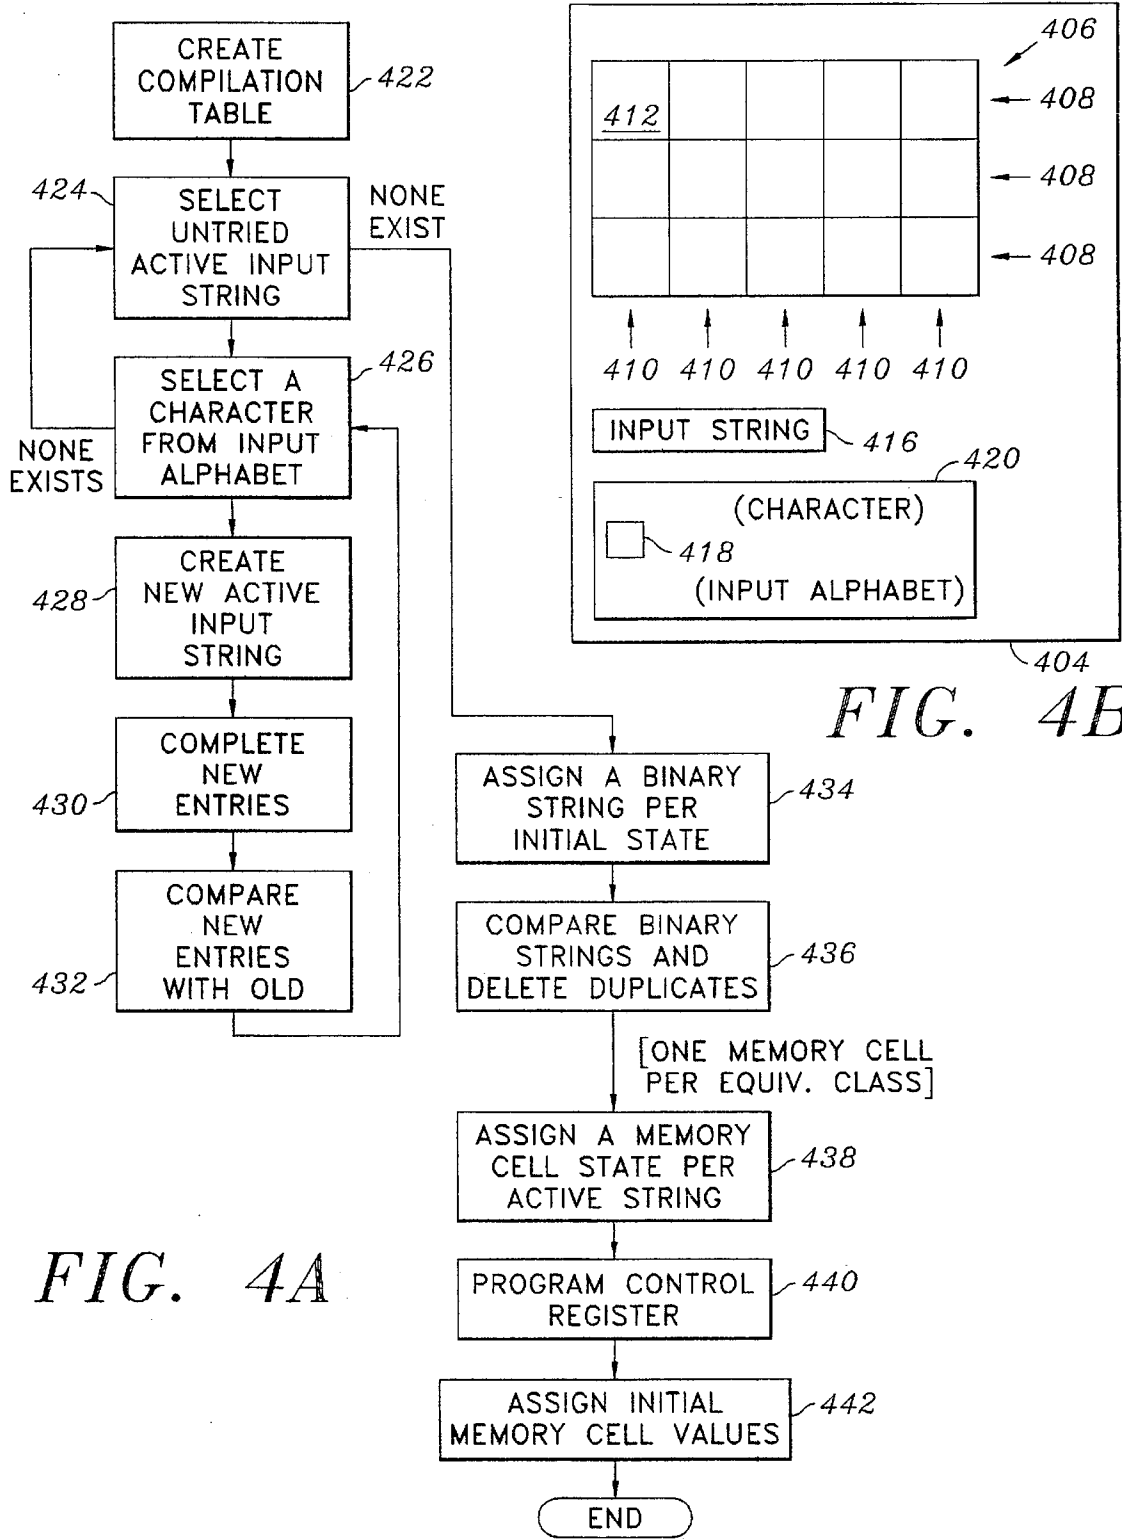 CREATE
COMPILATION
TABLE
422
424
SELECT
UNTRIED
ACTIVE INPUT
STRING
NONE
EXIST
SELECT A
CHARACTER
FROM INPUT
ALPHABET
426
NONE
EXISTS
CREATE
NEW ACTIVE
INPUT
STRING
428
COMPLETE
NEW
ENTRIES
430
COMPARE
NEW
ENTRIES
WITH OLD
432
FIG. 4A
406
412
408
408
408
410 410 410 410 410
INPUT STRING
416
420
(CHARACTER)
418
(INPUT ALPHABET)
404
FIG. 4B
ASSIGN A BINARY
STRING PER
INITIAL STATE
434
COMPARE BINARY
STRINGS AND
DELETE DUPLICATES
436
[ONE MEMORY CELL
PER EQUIV. CLASS]
ASSIGN A MEMORY
CELL STATE PER
ACTIVE STRING
438
PROGRAM CONTROL
REGISTER
440
ASSIGN INITIAL
MEMORY CELL VALUES
442
END